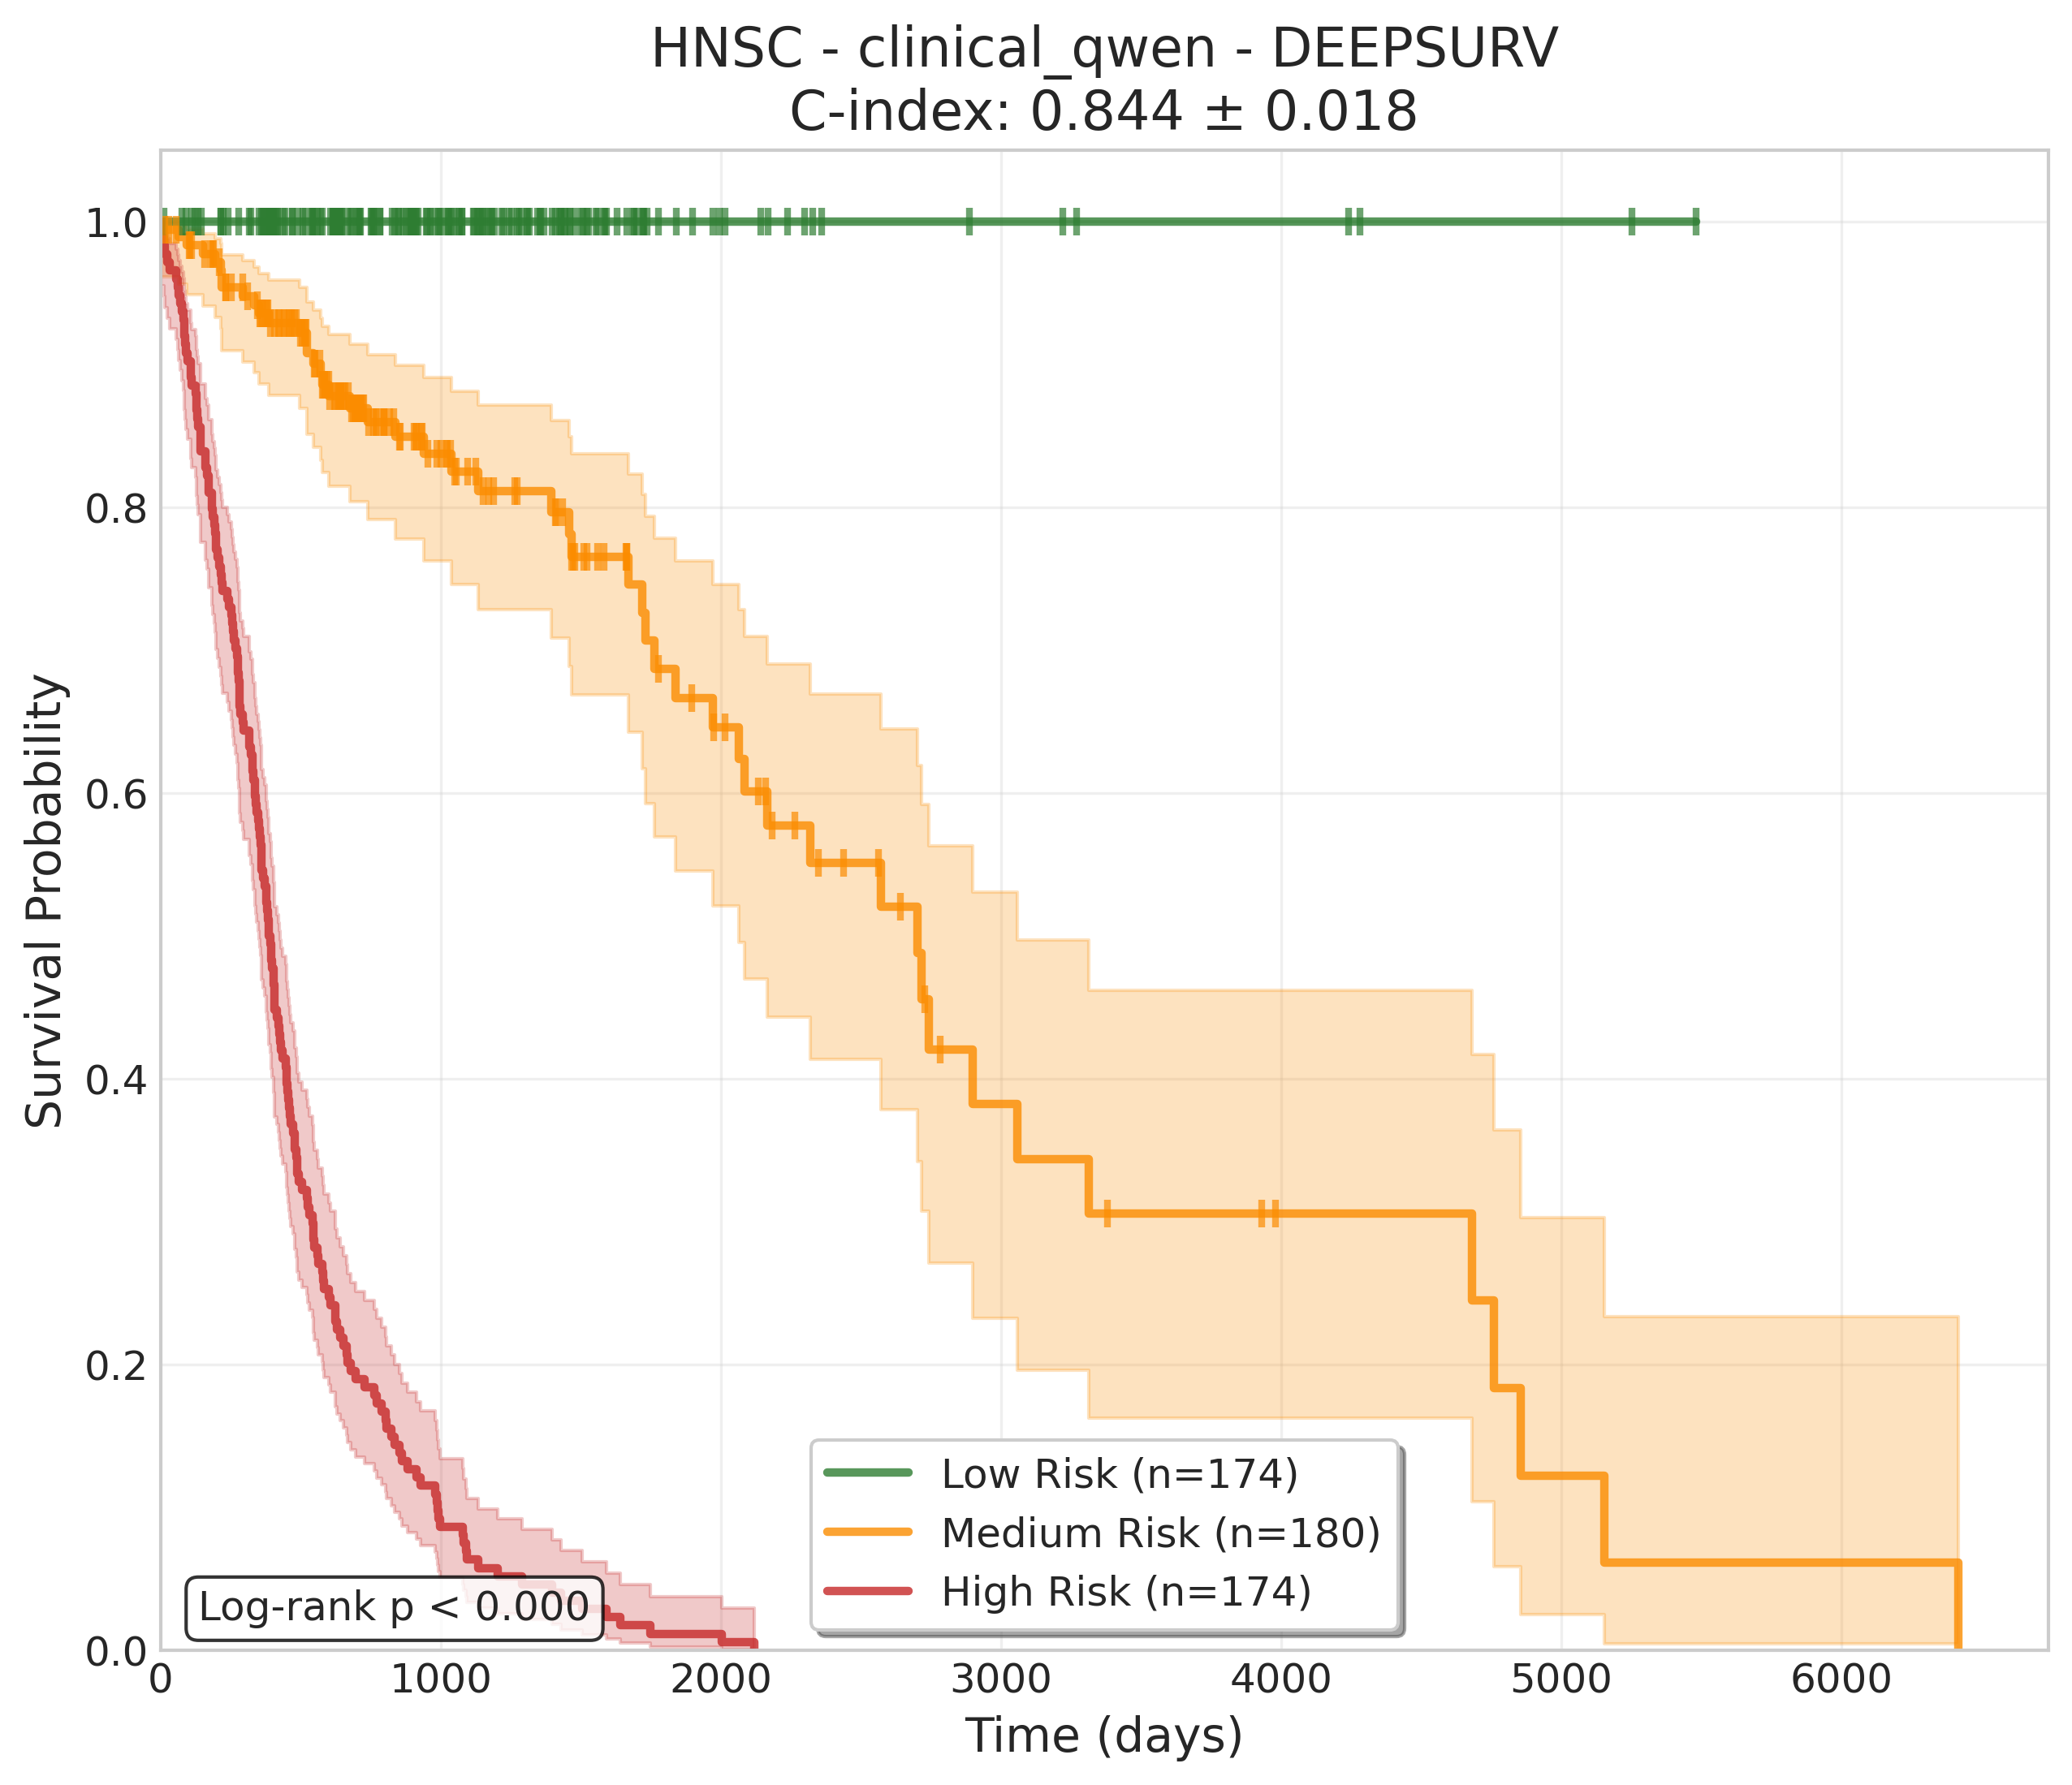 HNSC - clinical_qwen - DEEPSURV
C-index: 0.844 ± 0.018
Survival Probability
1.0
0.8
0.6
0.4
0.2
0.0
Low Risk (n=174)
Medium Risk (n=180)
High Risk (n=174)
Log-rank p < 0.000
0 1000 2000 3000 4000 5000 6000
Time (days)